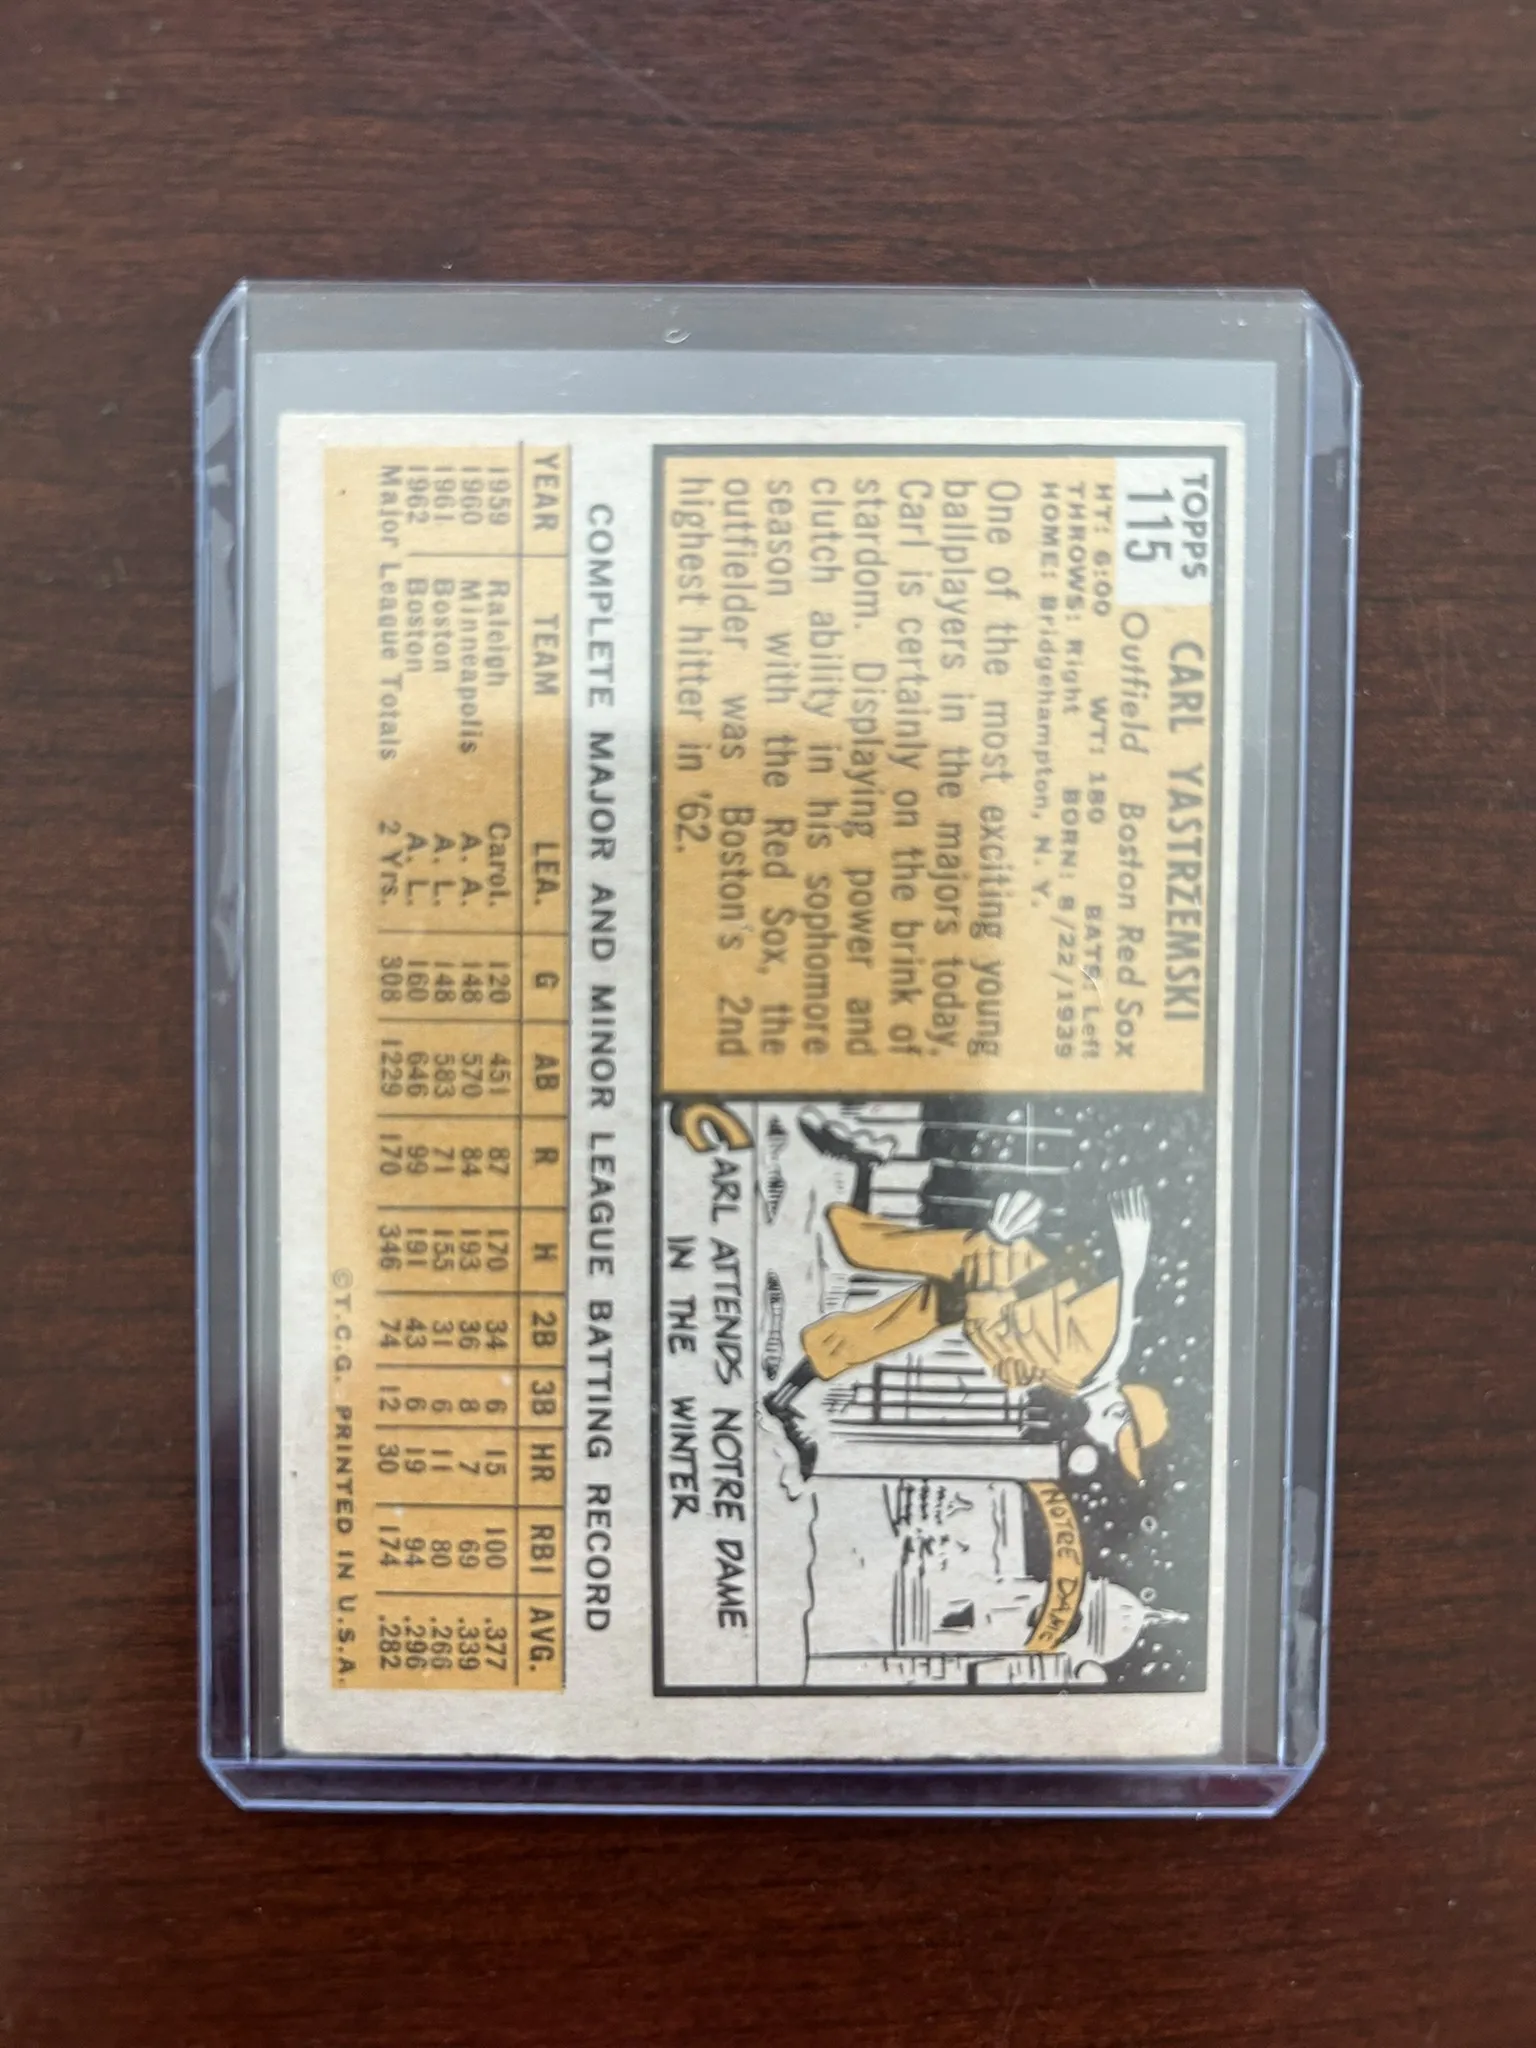 TOPPS
115
CARL YASTRZEMSKI
Outfield Boston Red Sox
HT: 6:00 WT: 180 BATS: Left
THROWS: Right BORN: 8/22/1939
HOME: Bridgehampton, N. Y.
One of the most exciting young
ballplayers in the majors today,
Carl is certainly on the brink of
stardom. Displaying power and
clutch ability in his sophomore
season with the Red Sox, the
outfielder was Boston's 2nd
highest hitter in '62.
NOTRE DAME
CARL ATTENDS NOTRE DAME
IN THE WINTER
COMPLETE MAJOR AND MINOR LEAGUE BATTING RECORD
YEAR TEAM LEA. G AB R H 2B 3B HR RBI AVG.
1959 Raleigh Carol. 120 451 87 170 34 6 15 100 .377
1960 Minneapolis A. A. 148 570 84 193 36 8 7 69 .339
1961 Boston A. L. 148 583 71 155 31 6 11 80 .266
1962 Boston A. L. 160 646 99 191 43 6 19 94 .296
Major League Totals 2 Yrs. 308 1229 170 346 74 12 30 174 .282
©T.C.G. PRINTED IN U.S.A.